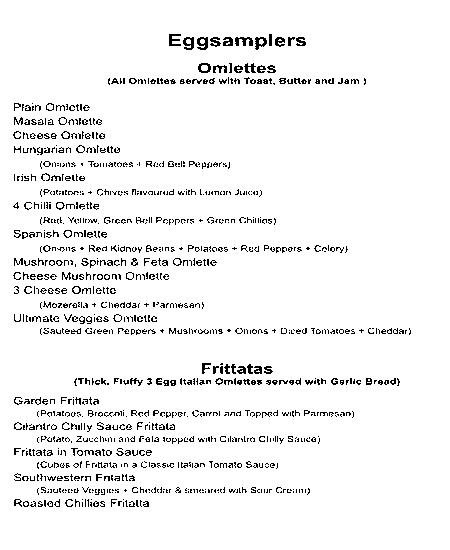 Eggsamplers
Omlettes
(All Omlettes served with Toast, Butter and Jam )
Plain Omlette
Masala Omlette
Cheese Omlette
Hungarian Omlette
(Onions + Tomatoes + Red Bell Peppers)
Irish Omlette
(Potatoes + Chives flavoured with Lemon Juice)
4 Chilli Omlette
(Red, Yellow, Green Bell Peppers + Green Chillies)
Spanish Omlette
(Onions + Red Kidney Beans + Potatoes + Red Peppers + Celery)
Mushroom, Spinach & Feta Omlette
Cheese Mushroom Omlette
3 Cheese Omlette
(Mozerella + Cheddar + Parmesan)
Ultimate Veggies Omlette
(Sauteed Green Peppers + Mushrooms + Onions + Diced Tomatoes + Cheddar)
Frittatas
(Thick, Fluffy 3 Egg Italian Omlettes served with Garlic Bread)
Garden Frittata
(Potatoes, Broccoli, Red Pepper, Carrot and Topped with Parmesan)
Cilantro Chilly Sauce Frittata
(Potato, Zucchini and Feta topped with Cilantro Chilly Sauce)
Frittata in Tomato Sauce
(Cubes of Frittata in a Classic Italian Tomato Sauce)
Southwestern Frittatta
(Sauteed Veggies + Cheddar & smeared with Sour Cream)
Roasted Chillies Fritatta